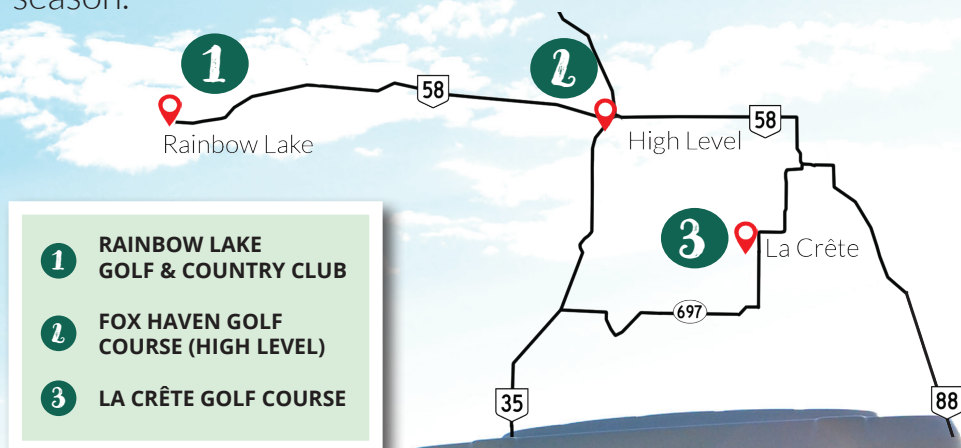 season.
1
2
58
Rainbow Lake
High Level
58
3
La Crête
697
35
88
1 RAINBOW LAKE
GOLF & COUNTRY CLUB
2 FOX HAVEN GOLF
COURSE (HIGH LEVEL)
3 LA CRÊTE GOLF COURSE